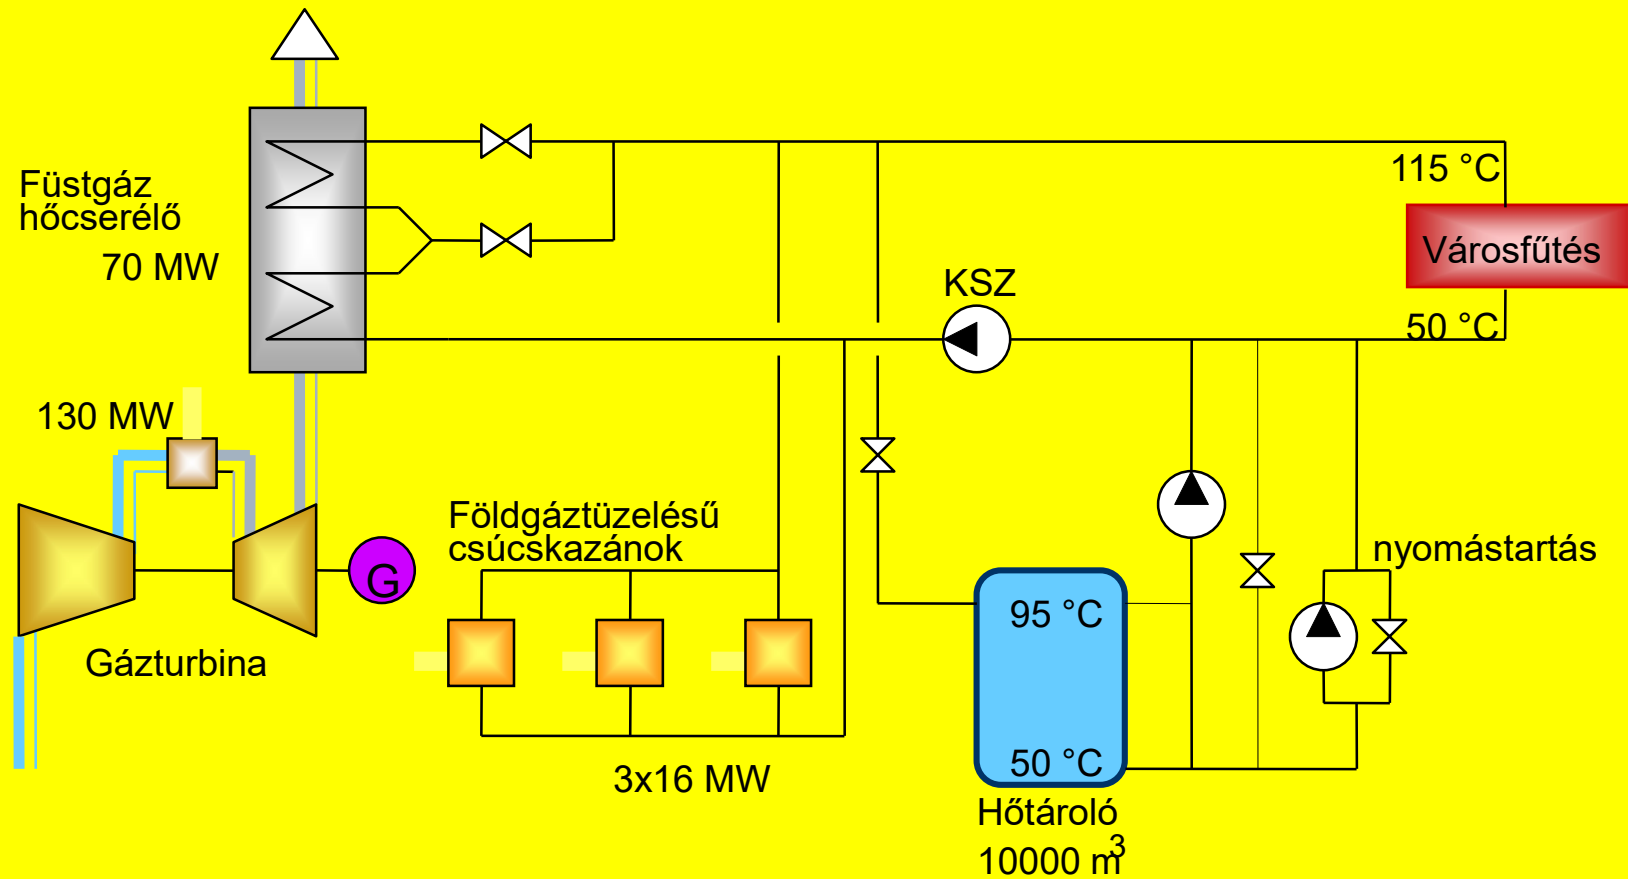 115 °C
Füstgáz
hőcserélő
70 MW
Városfűtés
KSZ
50 °C
130 MW
Földgáztüzelésű
csúcskazánok
nyomástartás
G
95 °C
Gázturbina
50 °C
3x16 MW
Hőtároló
10000 m³